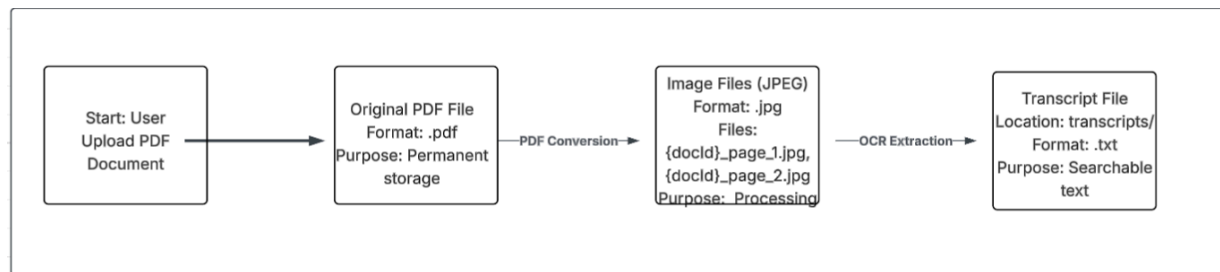 Start: User
Upload PDF
Document
Original PDF File
Format: .pdf
Purpose: Permanent
storage
PDF Conversion
Image Files (JPEG)
Format: .jpg
Files:
{docId}_page_1.jpg,
{docId}_page_2.jpg
Purpose: Processing
OCR Extraction
Transcript File
Location: transcripts/
Format: .txt
Purpose: Searchable
text